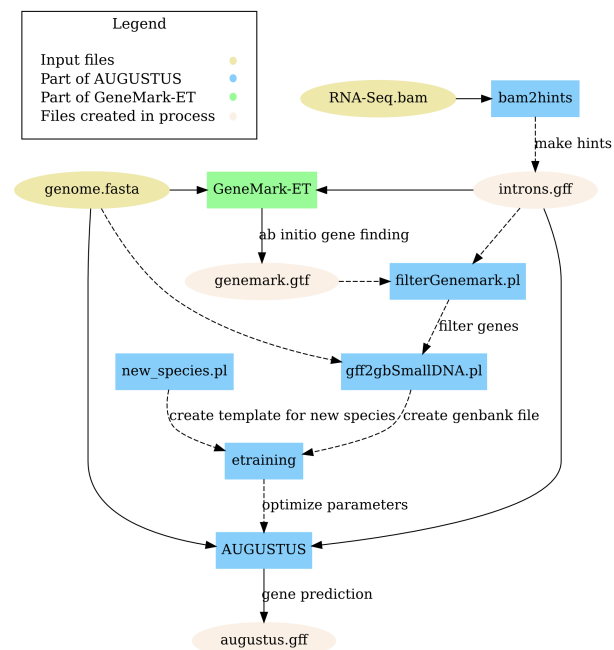 Legend
Input files
Part of AUGUSTUS
Part of GeneMark-ET
Files created in process
RNA-Seq.bam
bam2hints
make hints
genome.fasta
GeneMark-ET
introns.gff
ab initio gene finding
genemark.gtf
filterGenemark.pl
filter genes
new_species.pl
gff2gbSmallDNA.pl
create template for new species
create genbank file
etraining
optimize parameters
AUGUSTUS
gene prediction
augustus.gff